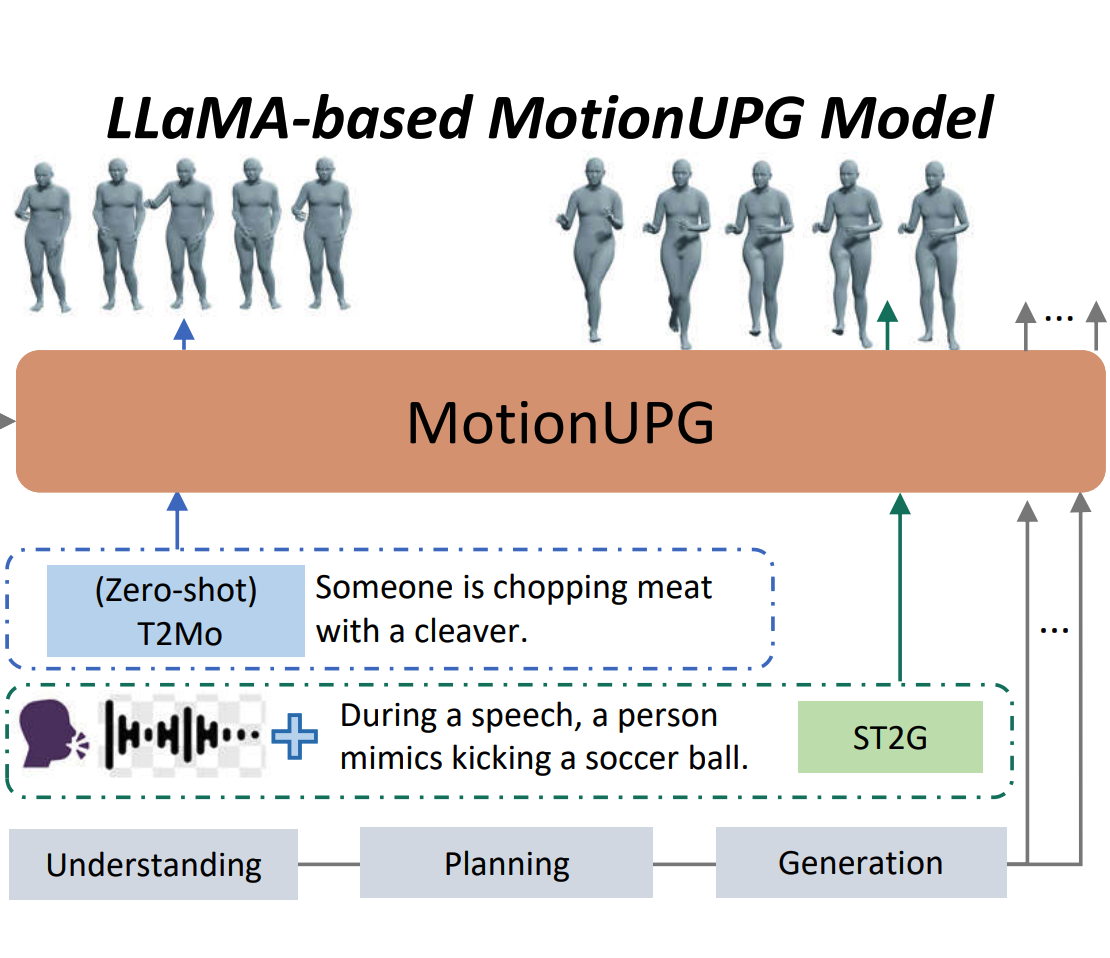 LLaMA-based MotionUPG Model
...
MotionUPG
(Zero-shot)
T2Mo
Someone is chopping meat
with a cleaver.
...
During a speech, a person
mimics kicking a soccer ball.
ST2G
Understanding
Planning
Generation